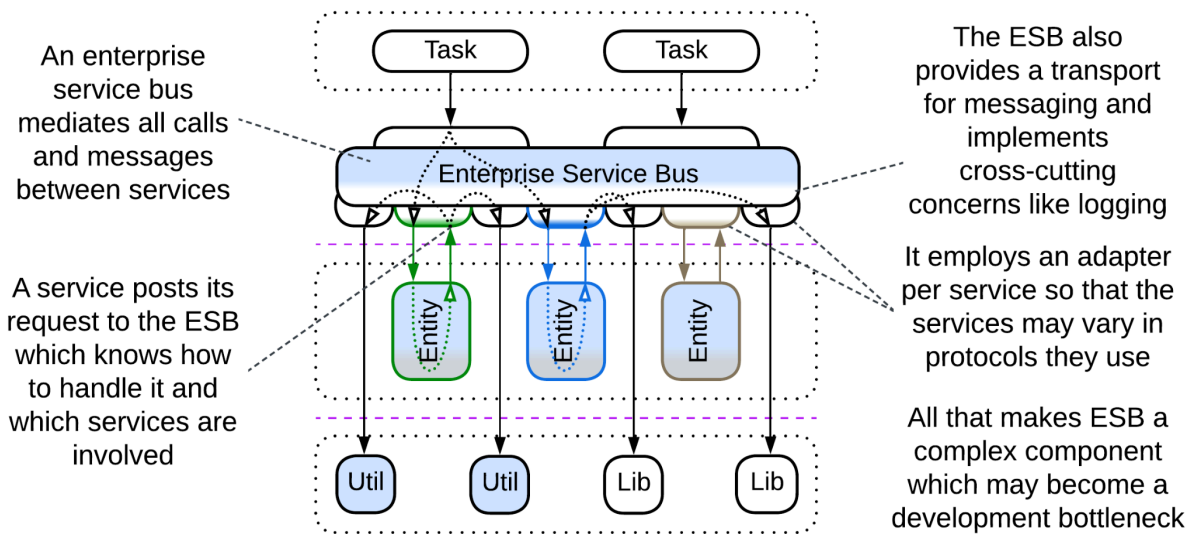 An enterprise
service bus
mediates all calls
and messages
between services
A service posts its
request to the ESB
which knows how
to handle it and
which services are
involved
Task
Task
Enterprise Service Bus
Entity
Entity
Entity
Util
Util
Lib
Lib
The ESB also
provides a transport
for messaging and
implements
cross-cutting
concerns like logging
It employs an adapter
per service so that the
services may vary in
protocols they use
All that makes ESB a
complex component
which may become a
development bottleneck